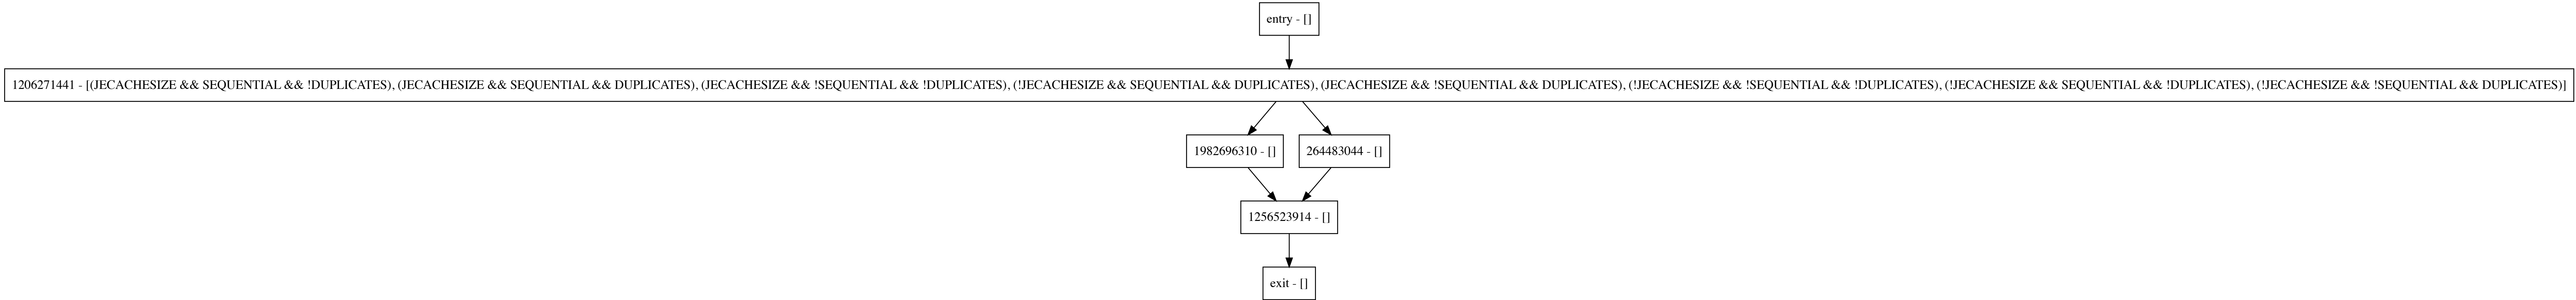 entry - []
1206271441 - [(JECACHESIZE && SEQUENTIAL && !DUPLICATES), (JECACHESIZE && SEQUENTIAL && DUPLICATES), (JECACHESIZE && !SEQUENTIAL && !DUPLICATES), (!JECACHESIZE && SEQUENTIAL && DUPLICATES), (JECACHESIZE && !SEQUENTIAL && DUPLICATES), (!JECACHESIZE && !SEQUENTIAL && !DUPLICATES), (!JECACHESIZE && SEQUENTIAL && !DUPLICATES), (!JECACHESIZE && !SEQUENTIAL && DUPLICATES)]
1982696310 - []
264483044 - []
1256523914 - []
exit - []